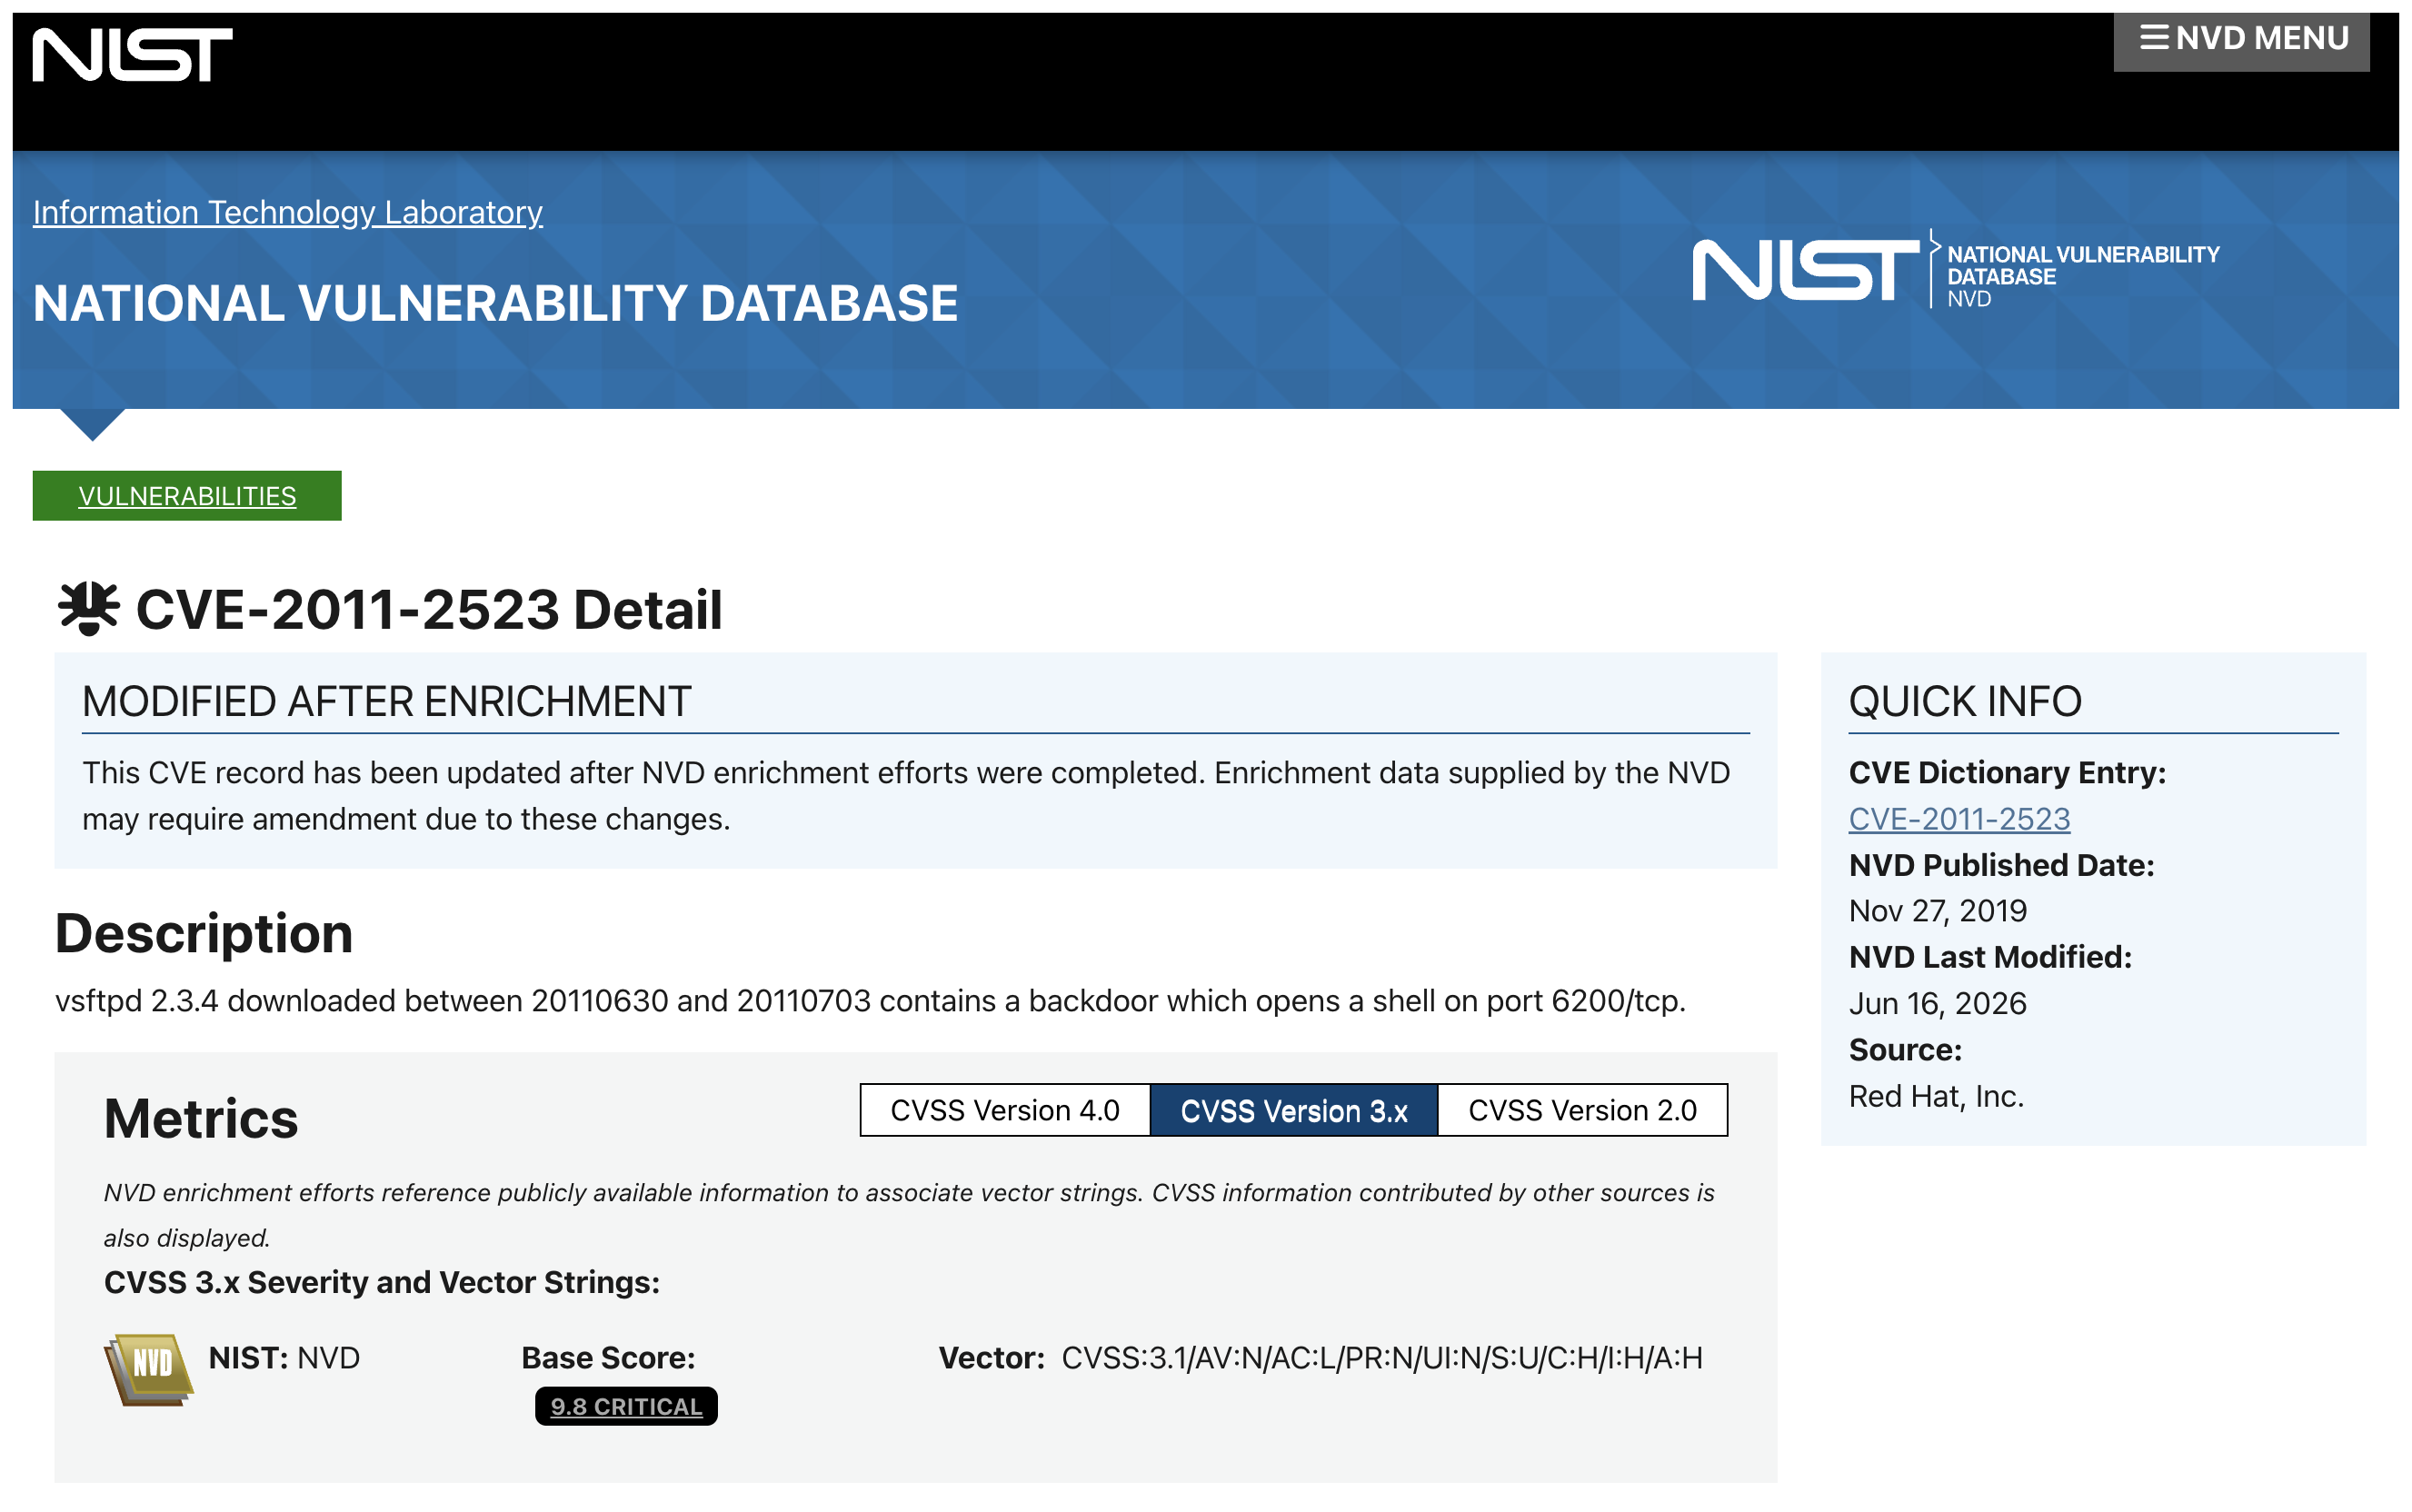 NIST
NVD MENU
Information Technology Laboratory
NATIONAL VULNERABILITY DATABASE
NIST
NATIONAL VULNERABILITY
DATABASE
NVD
VULNERABILITIES
CVE-2011-2523 Detail
MODIFIED AFTER ENRICHMENT
This CVE record has been updated after NVD enrichment efforts were completed. Enrichment data supplied by the NVD
may require amendment due to these changes.
Description
vsftpd 2.3.4 downloaded between 20110630 and 20110703 contains a backdoor which opens a shell on port 6200/tcp.
Metrics
CVSS Version 4.0
CVSS Version 3.x
CVSS Version 2.0
NVD enrichment efforts reference publicly available information to associate vector strings. CVSS information contributed by other sources is
also displayed.
CVSS 3.x Severity and Vector Strings:
NVD
NIST: NVD
Base Score:
9.8 CRITICAL
Vector: CVSS:3.1/AV:N/AC:L/PR:N/UI:N/S:U/C:H/I:H/A:H
QUICK INFO
CVE Dictionary Entry:
CVE-2011-2523
NVD Published Date:
Nov 27, 2019
NVD Last Modified:
Jun 16, 2026
Source:
Red Hat, Inc.